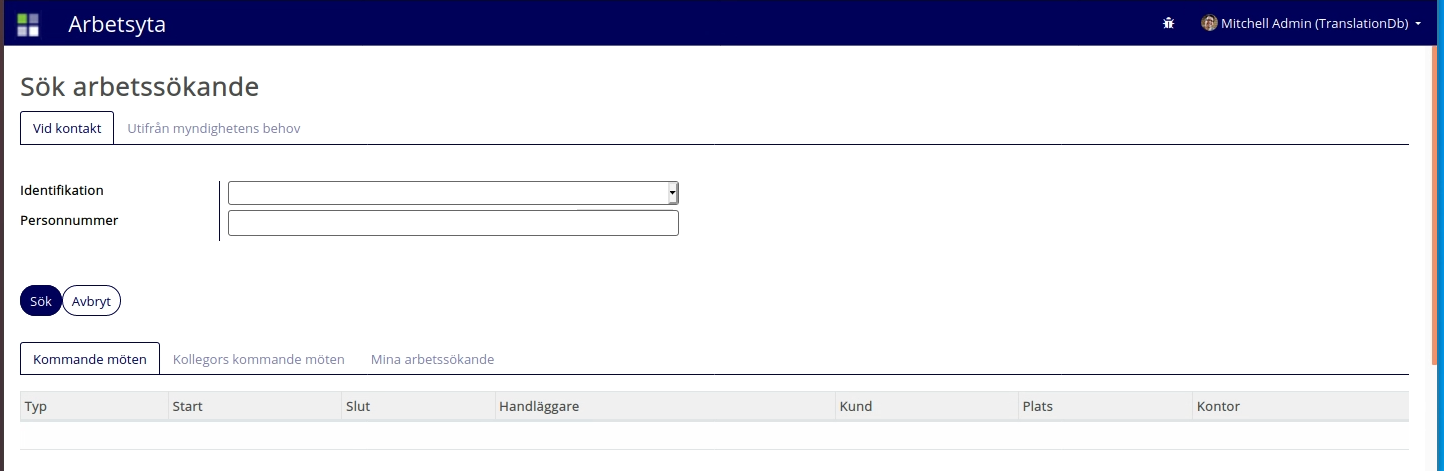 Arbetsyta
Mitchell Admin (TranslationDb)
Sök arbetssökande
Vid kontakt Utifrån myndighetens behov
Identifikation
Personnummer
Sök Avbryt
Kommande möten Kollegors kommande möten Mina arbetssökande
Typ Start Slut Handläggare Kund Plats Kontor